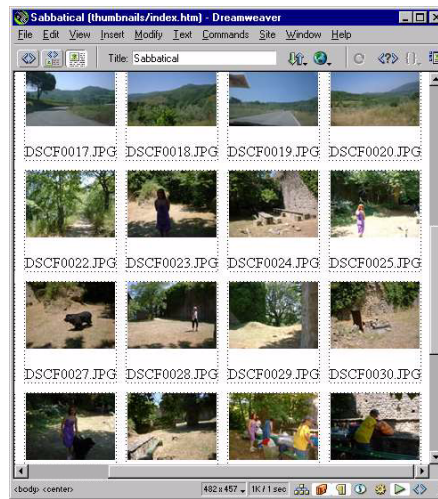 Sabbatical (thumbnails/index.htm) - Dreamweaver
File Edit View Insert Modify Text Commands Site Window Help
Title: Sabbatical
DSCF0017.JPG DSCF0018.JPG DSCF0019.JPG DSCF0020.JPG
DSCF0022.JPG DSCF0023.JPG DSCF0024.JPG DSCF0025.JPG
DSCF0027.JPG DSCF0028.JPG DSCF0029.JPG DSCF0030.JPG
<body> <center> 482 x 457 1K / 1 sec